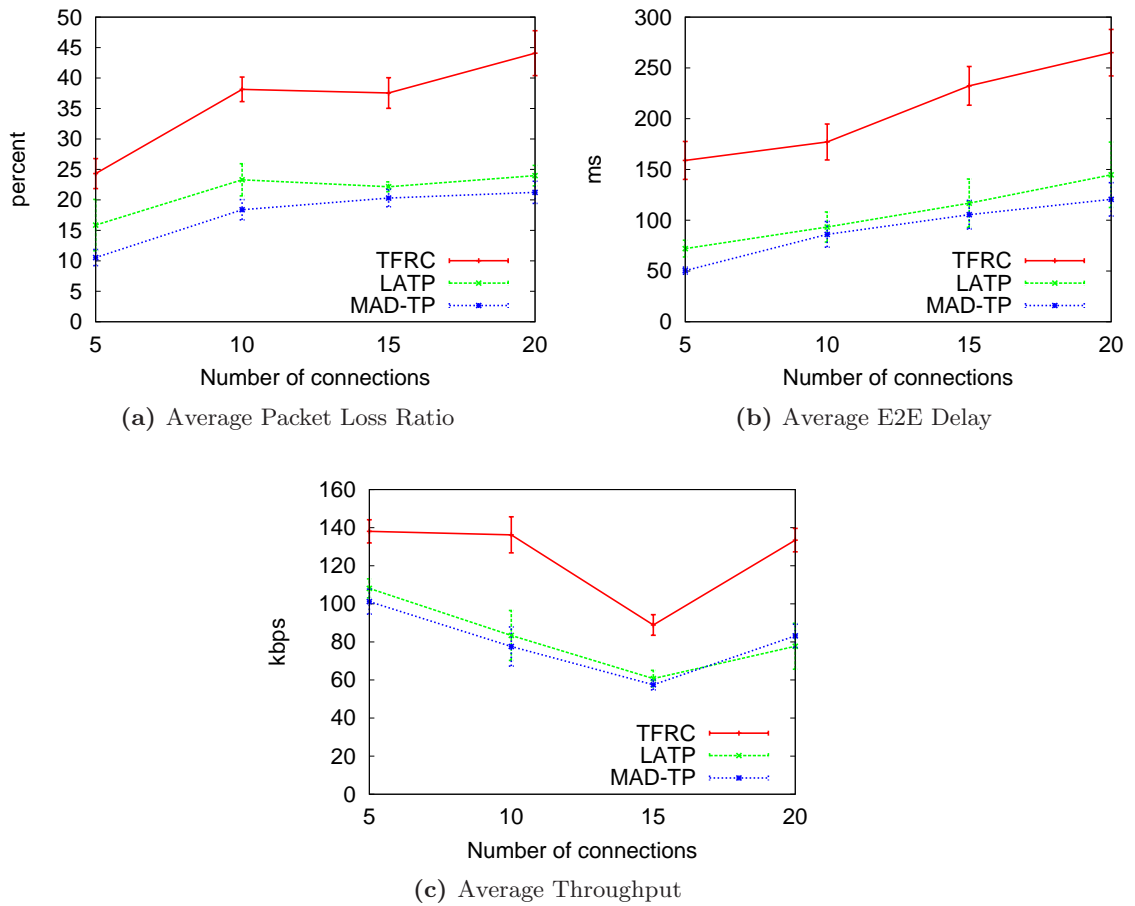 50
45
40
35
30
25
20
15
10
5
0
percent
5 10 15 20
Number of connections
TFRC
LATP
MAD-TP
(a) Average Packet Loss Ratio
300
250
200
150
100
50
0
ms
5 10 15 20
Number of connections
TFRC
LATP
MAD-TP
(b) Average E2E Delay
160
140
120
100
80
60
40
20
0
kbps
5 10 15 20
Number of connections
TFRC
LATP
MAD-TP
(c) Average Throughput